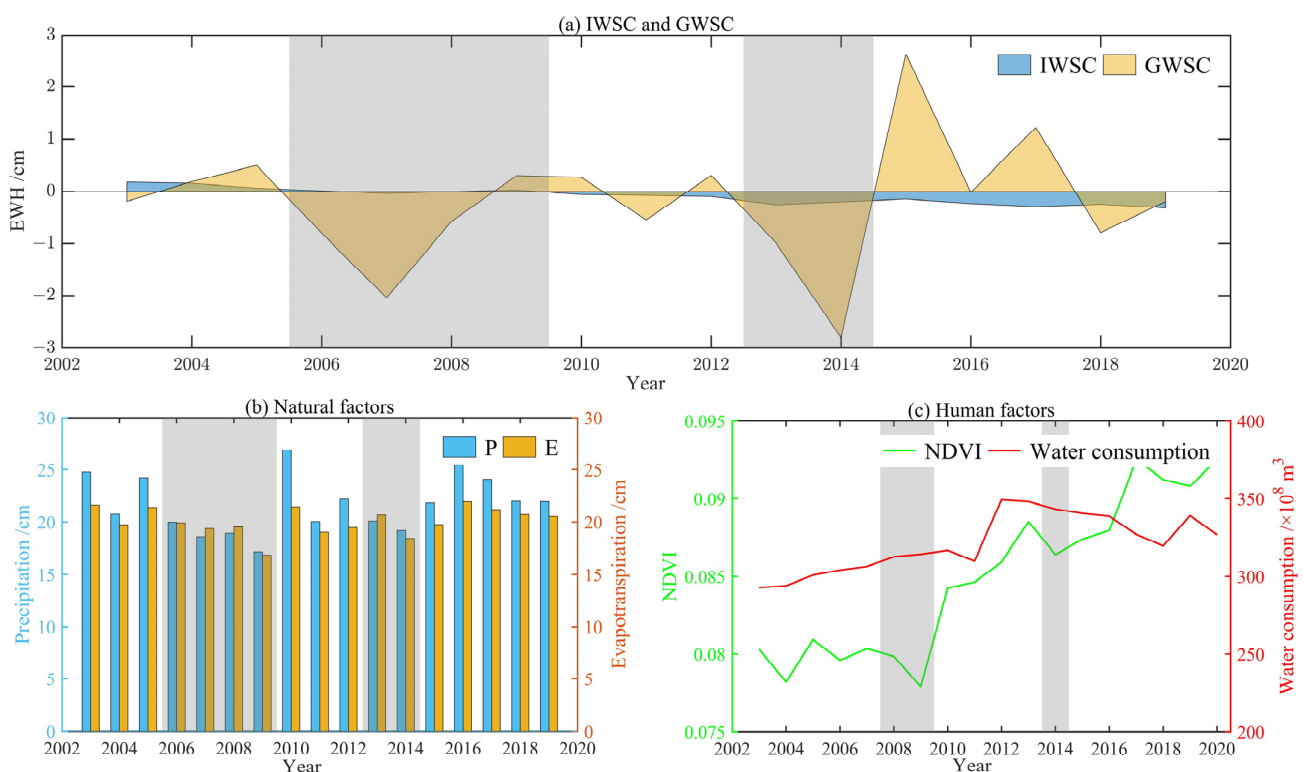 (a) IWSC and GWSC
3
2
1
0
−1
−2
−3
EWH /cm
IWSC GWSC
2002 2004 2006 2008 2010 2012 2014 2016 2018 2020
Year
(b) Natural factors
30
25
20
15
10
5
0
Precipitation /cm
P E
30
25
20
15
10
5
0
Evapotranspiration /cm
2002 2004 2006 2008 2010 2012 2014 2016 2018 2020
Year
(c) Human factors
0.095
0.09
0.085
0.08
0.075
NDVI
NDVI Water consumption
400
350
300
250
200
Water consumption /×10⁸ m³
2002 2004 2006 2008 2010 2012 2014 2016 2018 2020
Year